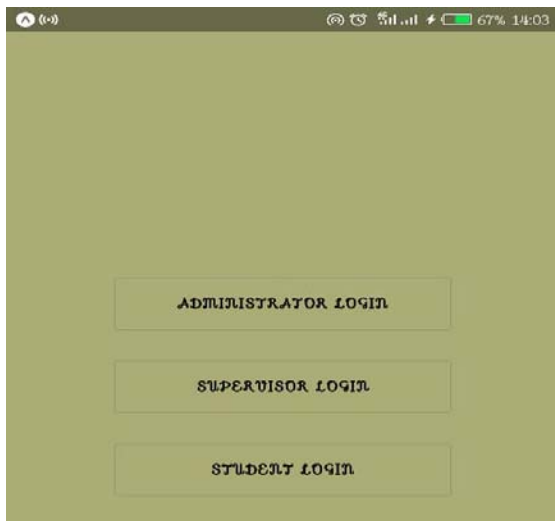 67% 14:03
ADMINISTRATOR LOGIN
SUPERVISOR LOGIN
STUDENT LOGIN